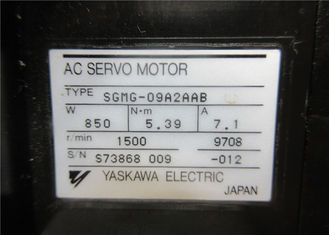 AC SERVO MOTOR
TYPE SGMG-09A2AAB
W N·m A
850 5.39 7.1
r/min 1500 9708
S/N S73868 009 -012
YASKAWA ELECTRIC
JAPAN